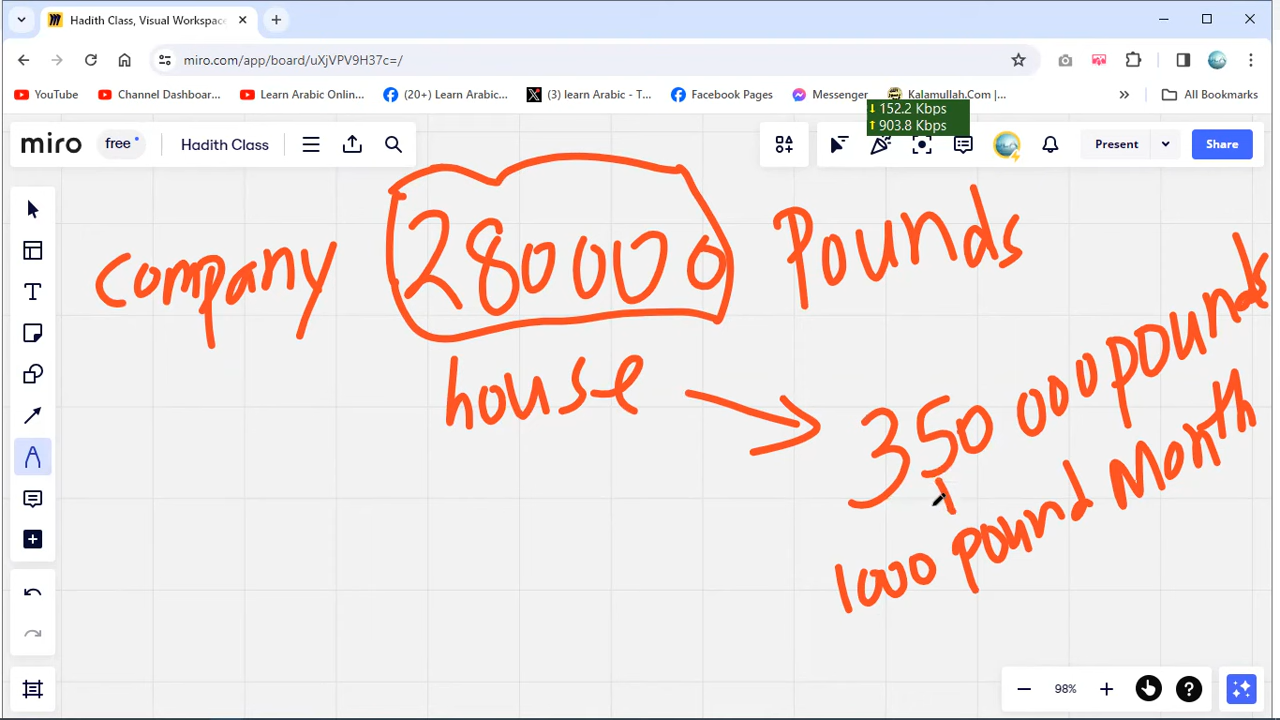 Hadith Class, Visual Workspace
miro.com/app/board/uXjVPV9H37c=/
YouTube
Channel Dashboar...
Learn Arabic Onlin...
(20+) Learn Arabic...
(3) learn Arabic - T...
Facebook Pages
Messenger
Kalamullah.Com |...
All Bookmarks
152.2 Kbps
903.8 Kbps
miro
free
Hadith Class
Present
Share
company 280000 Pounds
house
350 000 pounds
1000 pound Month
98%